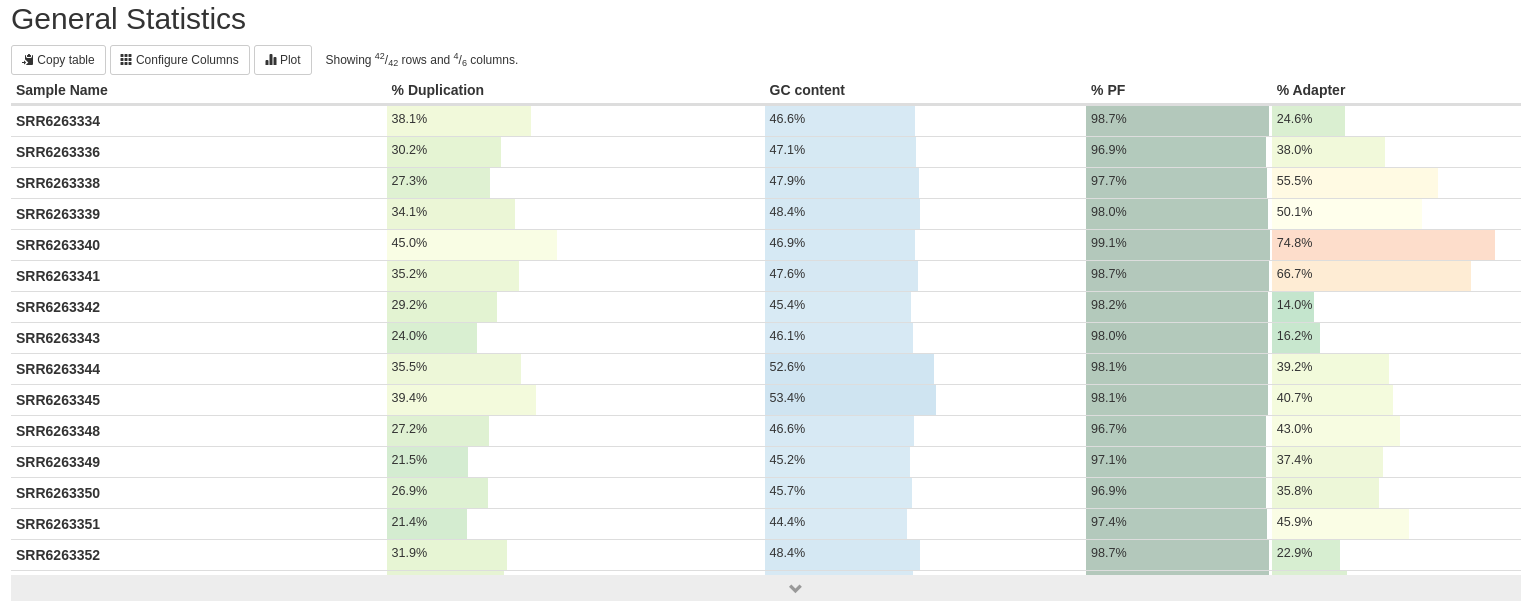 General Statistics
Copy table Configure Columns Plot Showing 42/42 rows and 4/6 columns.
Sample Name % Duplication GC content % PF % Adapter
SRR6263334 38.1% 46.6% 98.7% 24.6%
SRR6263336 30.2% 47.1% 96.9% 38.0%
SRR6263338 27.3% 47.9% 97.7% 55.5%
SRR6263339 34.1% 48.4% 98.0% 50.1%
SRR6263340 45.0% 46.9% 99.1% 74.8%
SRR6263341 35.2% 47.6% 98.7% 66.7%
SRR6263342 29.2% 45.4% 98.2% 14.0%
SRR6263343 24.0% 46.1% 98.0% 16.2%
SRR6263344 35.5% 52.6% 98.1% 39.2%
SRR6263345 39.4% 53.4% 98.1% 40.7%
SRR6263348 27.2% 46.6% 96.7% 43.0%
SRR6263349 21.5% 45.2% 97.1% 37.4%
SRR6263350 26.9% 45.7% 96.9% 35.8%
SRR6263351 21.4% 44.4% 97.4% 45.9%
SRR6263352 31.9% 48.4% 98.7% 22.9%